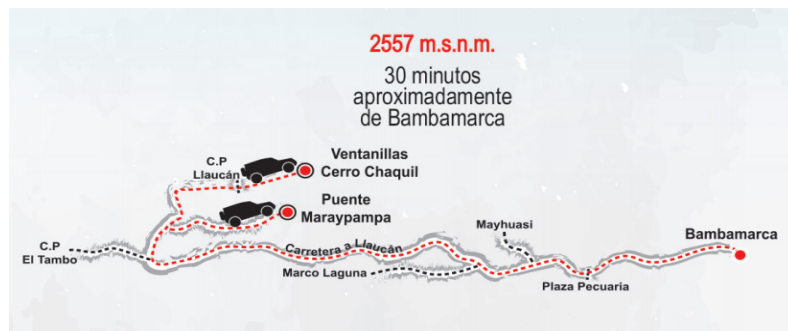 2557 m.s.n.m.
30 minutos
aproximadamente
de Bambamarca
C.P
Llaucán
Ventanillas
Cerro Chaquil
Puente
Maraypampa
C.P
El Tambo
Carretera a Llaucán
Marco Laguna
Mayhuasi
Plaza Pecuaria
Bambamarca